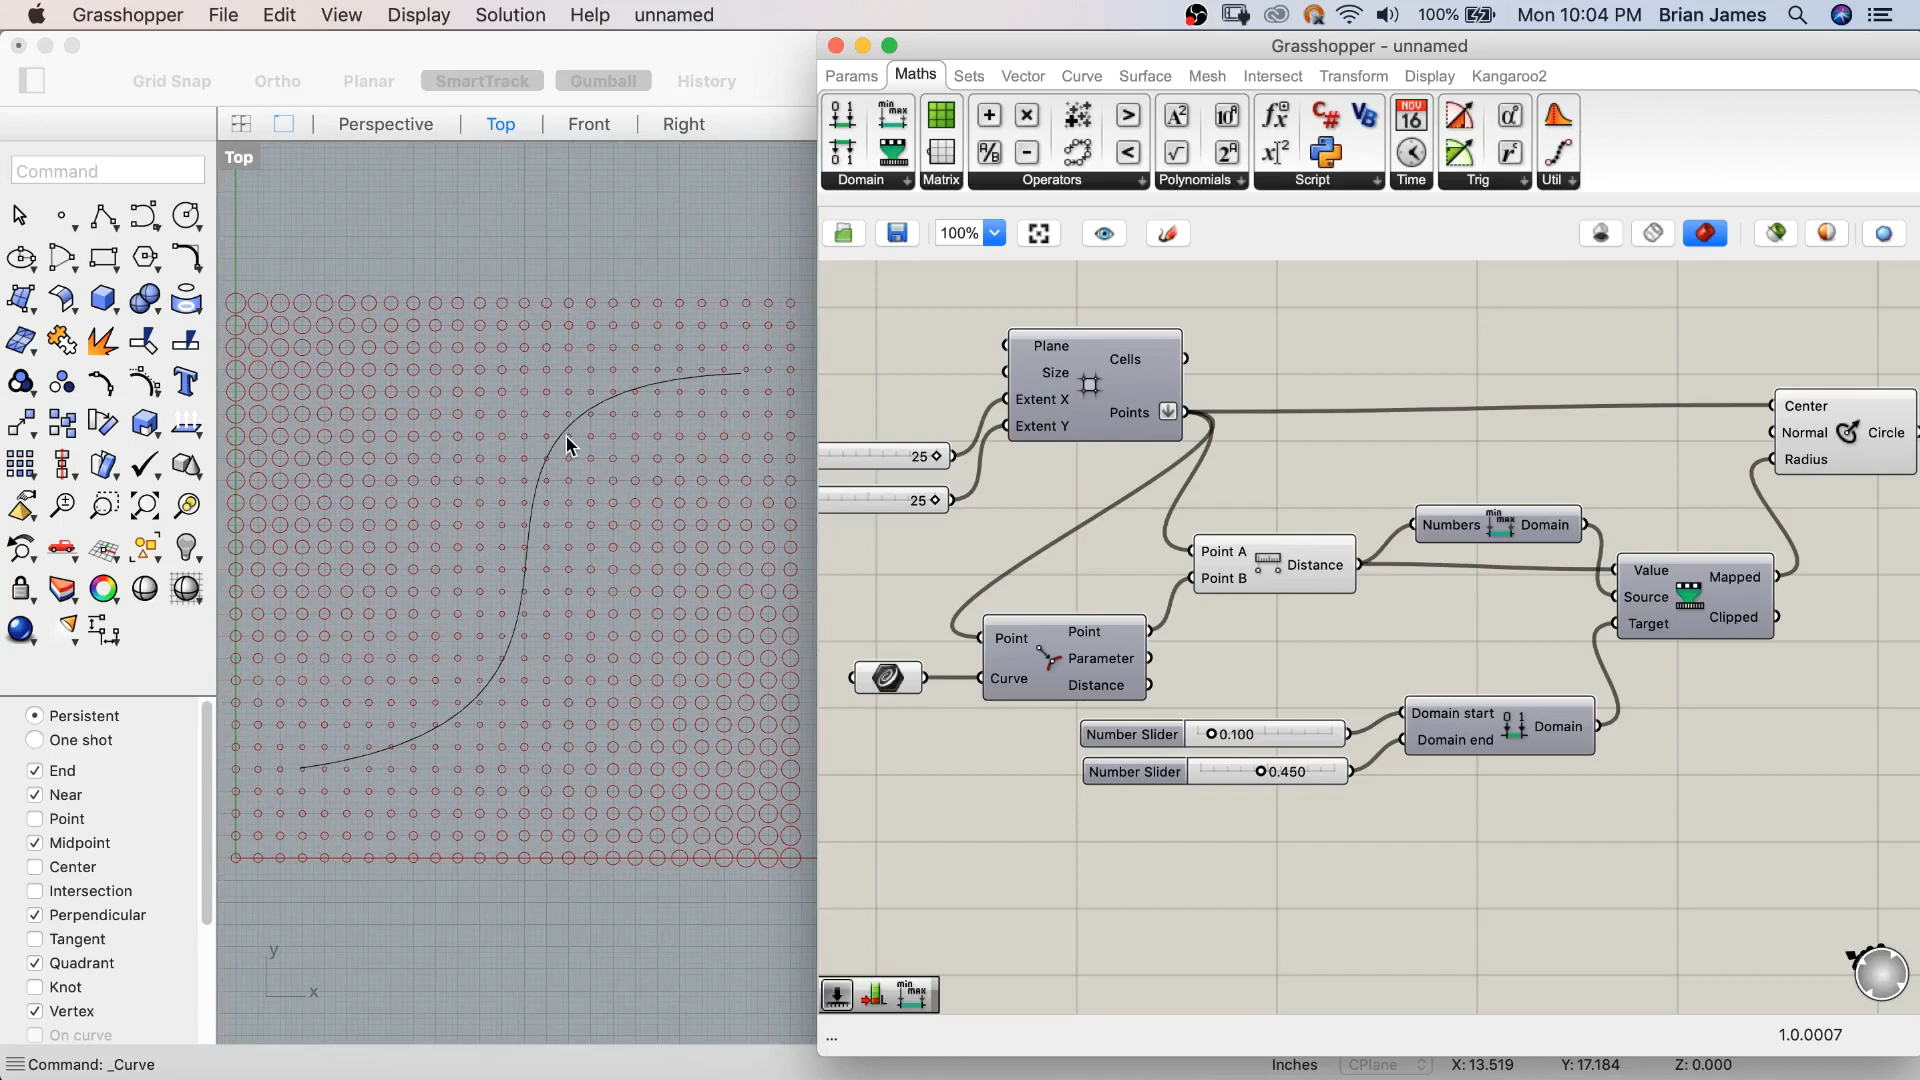 Grasshopper File Edit View Display Solution Help unnamed 100% Mon 10:04 PM Brian James
Grasshopper - unnamed
Grid Snap Ortho Planar SmartTrack Gumball History
Params Maths Sets Vector Curve Surface Mesh Intersect Transform Display Kangaroo2
Perspective Top Front Right
Top
Command
Domain Matrix Operators Polynomials Script Time Trig Util
100%
Plane
Size
Extent X
Extent Y
Cells
Points
25
25
Center
Normal
Radius
Circle
Point A
Point B
Distance
Numbers min max Domain
Value
Source
Target
Mapped
Clipped
Point
Curve
Point
Parameter
Distance
Number Slider 0.100
Number Slider 0.450
Domain start
Domain end
0 1
Domain
Persistent
One shot
End
Near
Point
Midpoint
Center
Intersection
Perpendicular
Tangent
Quadrant
Knot
Vertex
On curve
y
x
min max
...
1.0.0007
Command: _Curve
Inches CPlane X: 13.519 Y: 17.184 Z: 0.000